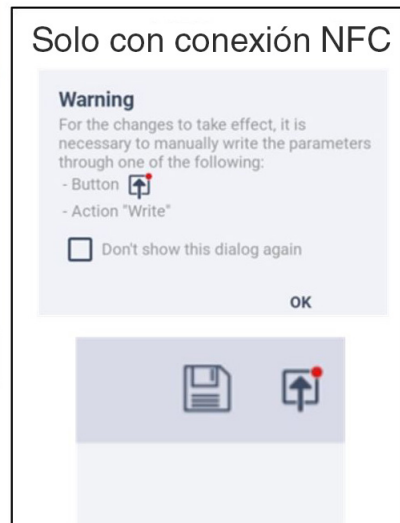 Solo con conexión NFC
Warning
For the changes to take effect, it is
necessary to manually write the parameters
through one of the following:
- Button
- Action "Write"
Don't show this dialog again
OK